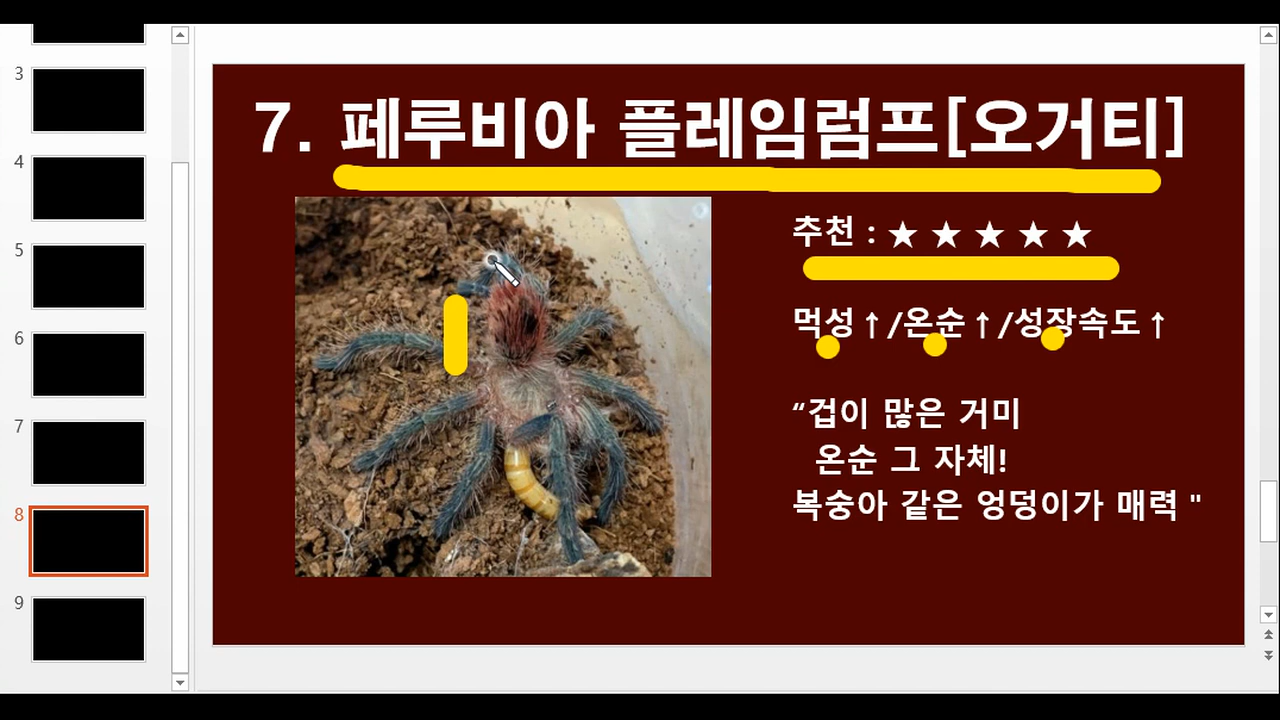 3
4
5
6
7
8
9
7. 페루비아 플레임럼프[오거티]
추천 : ★ ★ ★ ★ ★
먹성↑/온순↑/성장속도↑
“겁이 많은 거미
온순 그 자체!
복숭아 같은 엉덩이가 매력 "